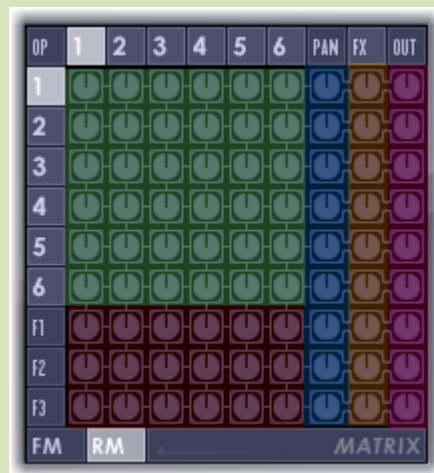 OP 1 2 3 4 5 6 PAN FX OUT
1
2
3
4
5
6
F1
F2
F3
FM RM MATRIX